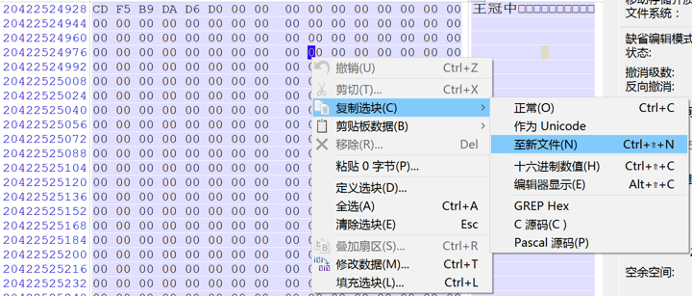 20422524928 CD F5 B9 DA D6 D0 00 00 00 00 00 00 00 00 00 00 王冠中□□□□□□□□□□
20422524944 00 00 00 00 00 00 00 00 00 00 00 00 00 00 00 00
20422524960 00 00 00 00 00 00 00 00 00 00 00 00 00 00 00 00
20422524976 00 00 00 00 00 00 00 00 00 00 00 00 00 00 00 00
20422524992 00 00 00 00 00 00 00 00 00
20422525008 00 00 00 00 00 00 00 00 00
20422525024 00 00 00 00 00 00 00 00 00
20422525040 00 00 00 00 00 00 00 00 00
20422525056 00 00 00 00 00 00 00 00 00
20422525072 00 00 00 00 00 00 00 00 00
20422525088 00 00 00 00 00 00 00 00 00
20422525104 00 00 00 00 00 00 00 00 00
20422525120 00 00 00 00 00 00 00 00 00
20422525136 00 00 00 00 00 00 00 00 00
20422525152 00 00 00 00 00 00 00 00 00
20422525168 00 00 00 00 00 00 00 00 00
20422525184 00 00 00 00 00 00 00 00 00
20422525200 00 00 00 00 00 00 00 00 00
20422525216 00 00 00 00 00 00 00 00 00
20422525232 00 00 00 00 00 00 00 00 00
撤销(U) Ctrl+Z
剪切(T)... Ctrl+X
复制选块(C)
剪贴板数据(B)
移除(R)... Del
粘贴 0 字节(P)...
定义选块(D)...
全选(A) Ctrl+A
清除选块(E) Esc
叠加扇区(S)... Ctrl+R
修改数据(M)... Ctrl+T
填充选块(L)... Ctrl+L
正常(O) Ctrl+C
作为 Unicode
至新文件(N) Ctrl+⇧+N
十六进制数值(H) Ctrl+⇧+C
编辑器显示(E) Alt+⇧+C
GREP Hex
C 源码(C )
Pascal 源码(P)
文件系统:
缺省编辑模式
状态:
撤消级数:
反向撤消:
空余空间: